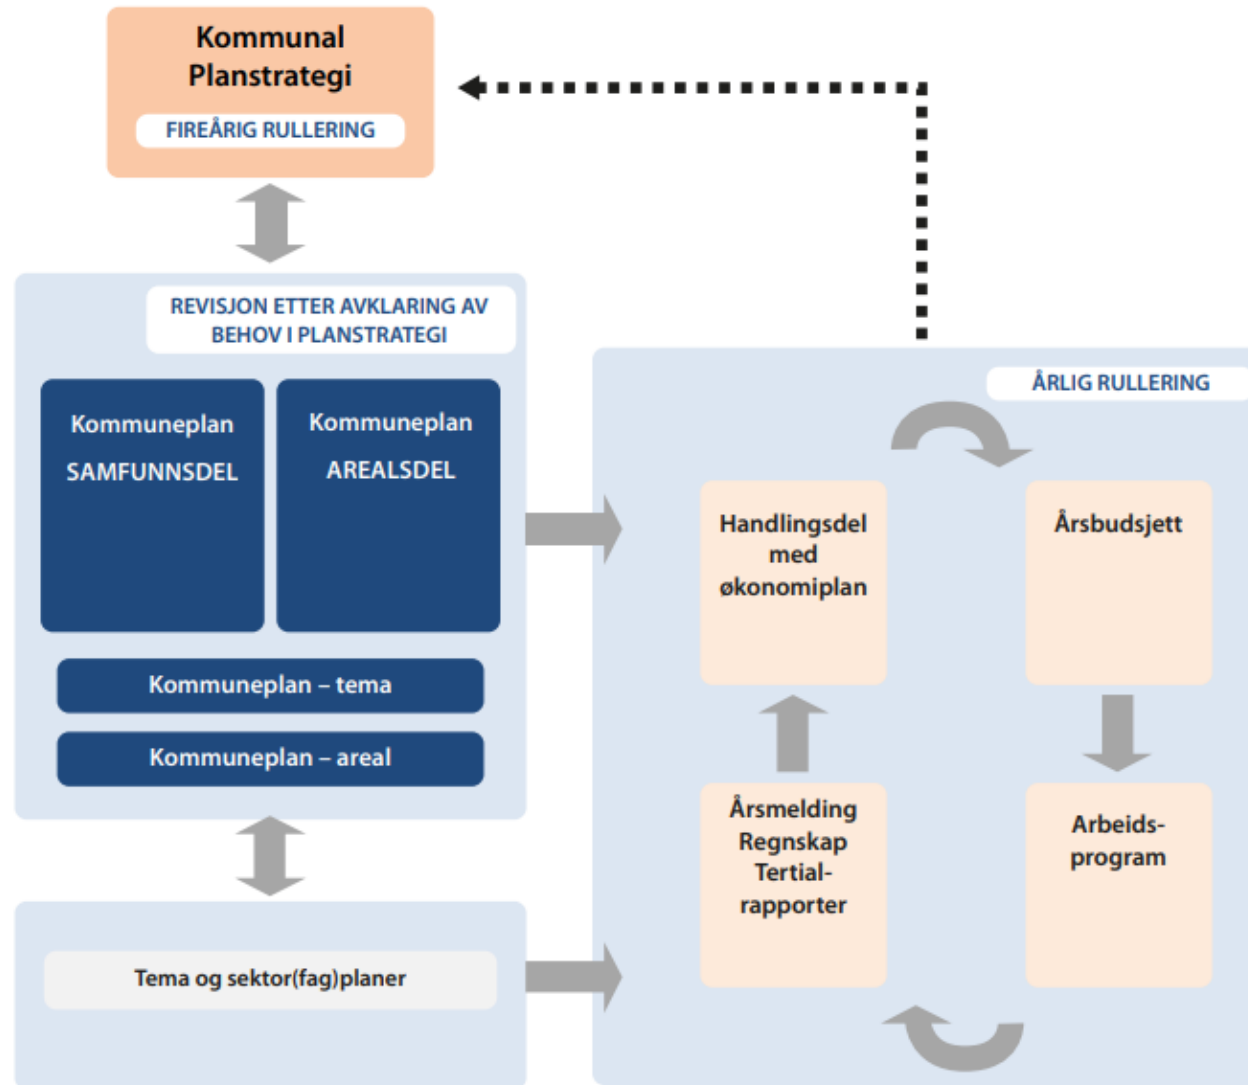 Kommunal
Planstrategi
FIREÅRIG RULLERING
REVISJON ETTER AVKLARING AV
BEHOV I PLANSTRATEGI
Kommuneplan
SAMFUNNSDEL
Kommuneplan
AREALSDEL
Kommuneplan – tema
Kommuneplan – areal
Tema og sektor(fag)planer
ÅRLIG RULLERING
Handlingsdel
med
økonomiplan
Årsbudsjett
Årsmelding
Regnskap
Tertial-
rapporter
Arbeids-
program